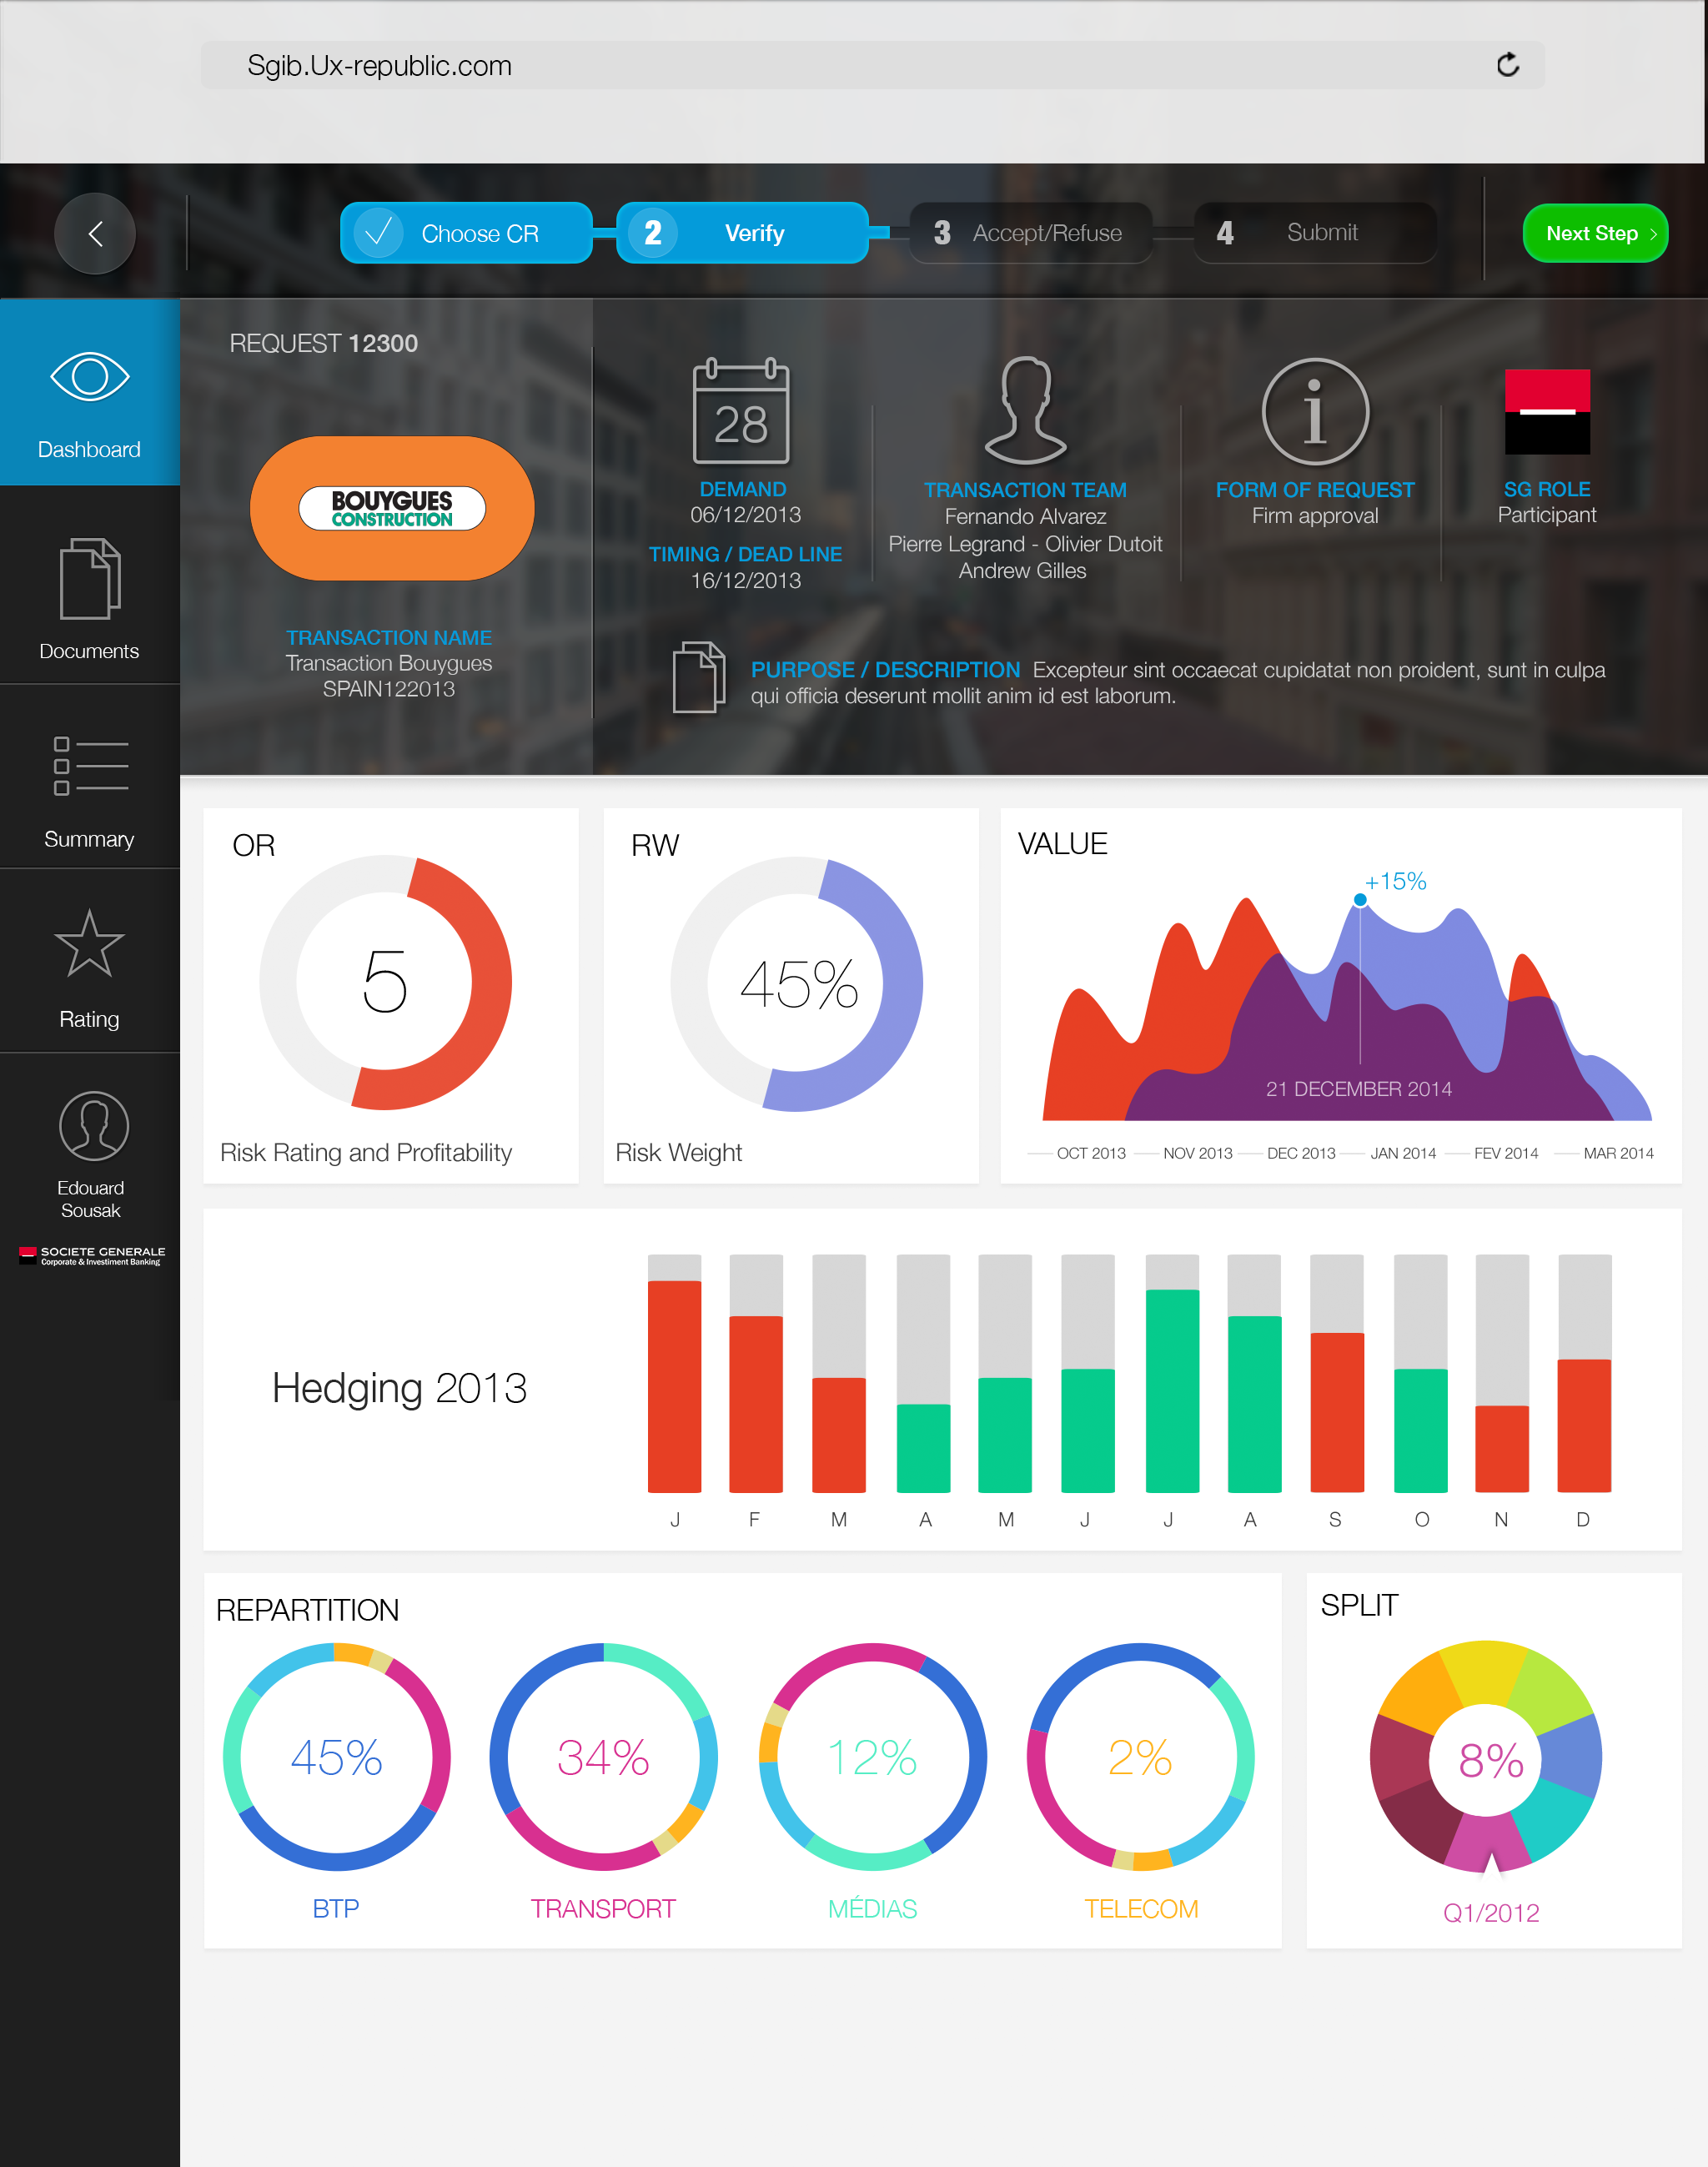 Sgib.Ux-republic.com
Choose CR
2 Verify
3 Accept/Refuse
4 Submit
Next Step
Dashboard
Documents
Summary
Rating
Edouard
Sousak
SOCIETE GENERALE
Corporate & Investiment Banking
REQUEST 12300
BOUYGUES
CONSTRUCTION
TRANSACTION NAME
Transaction Bouygues
SPAIN122013
28
DEMAND
06/12/2013
TIMING / DEAD LINE
16/12/2013
TRANSACTION TEAM
Fernando Alvarez
Pierre Legrand - Olivier Dutoit
Andrew Gilles
i
FORM OF REQUEST
Firm approval
SG ROLE
Participant
PURPOSE / DESCRIPTION Excepteur sint occaecat cupidatat non proident, sunt in culpa
qui officia deserunt mollit anim id est laborum.
OR
5
Risk Rating and Profitability
RW
45%
Risk Weight
VALUE
+15%
21 DECEMBER 2014
OCT 2013 NOV 2013 DEC 2013 JAN 2014 FEV 2014 MAR 2014
Hedging 2013
J F M A M J J A S O N D
REPARTITION
45%
BTP
34%
TRANSPORT
12%
MÉDIAS
2%
TELECOM
SPLIT
8%
Q1/2012